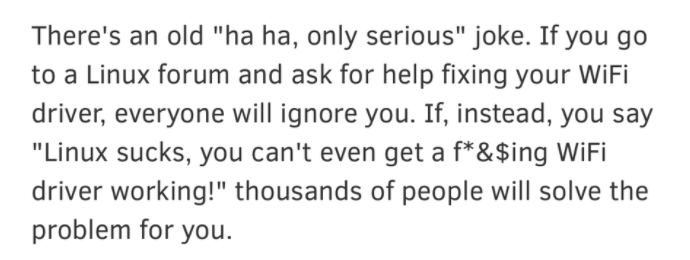 There's an old "ha ha, only serious" joke. If you go
to a Linux forum and ask for help fixing your WiFi
driver, everyone will ignore you. If, instead, you say
"Linux sucks, you can't even get a f*&$ing WiFi
driver working!" thousands of people will solve the
problem for you.